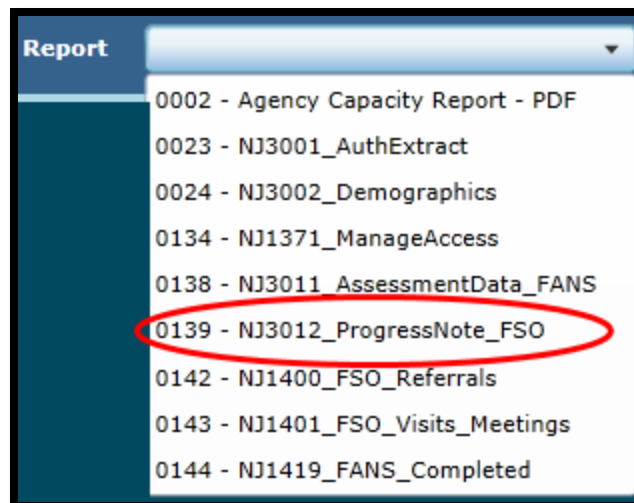 Report
0002 - Agency Capacity Report - PDF
0023 - NJ3001_AuthExtract
0024 - NJ3002_Demographics
0134 - NJ1371_ManageAccess
0138 - NJ3011_AssessmentData_FANS
0139 - NJ3012_ProgressNote_FSO
0142 - NJ1400_FSO_Referrals
0143 - NJ1401_FSO_Visits_Meetings
0144 - NJ1419_FANS_Completed